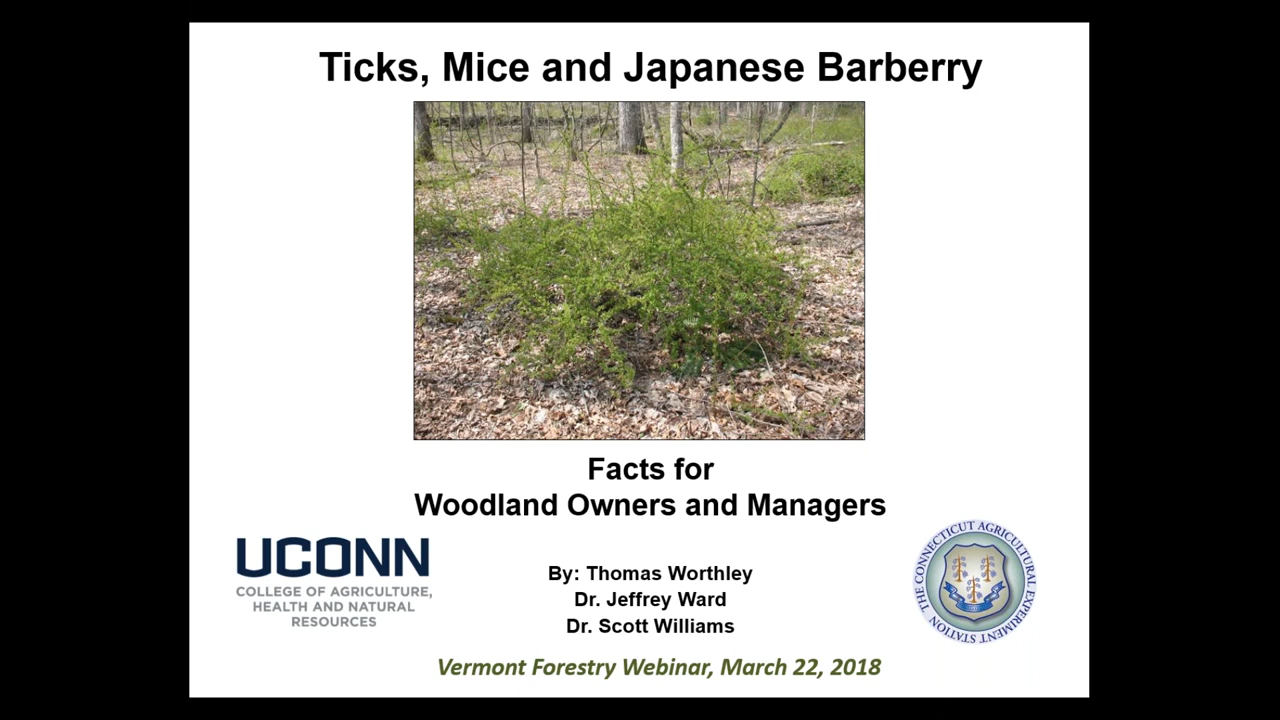 Ticks, Mice and Japanese Barberry
Facts for
Woodland Owners and Managers
UCONN
COLLEGE OF AGRICULTURE,
HEALTH AND NATURAL
RESOURCES
By: Thomas Worthley
Dr. Jeffrey Ward
Dr. Scott Williams
THE CONNECTICUT AGRICULTURAL EXPERIMENT STATION
Vermont Forestry Webinar, March 22, 2018